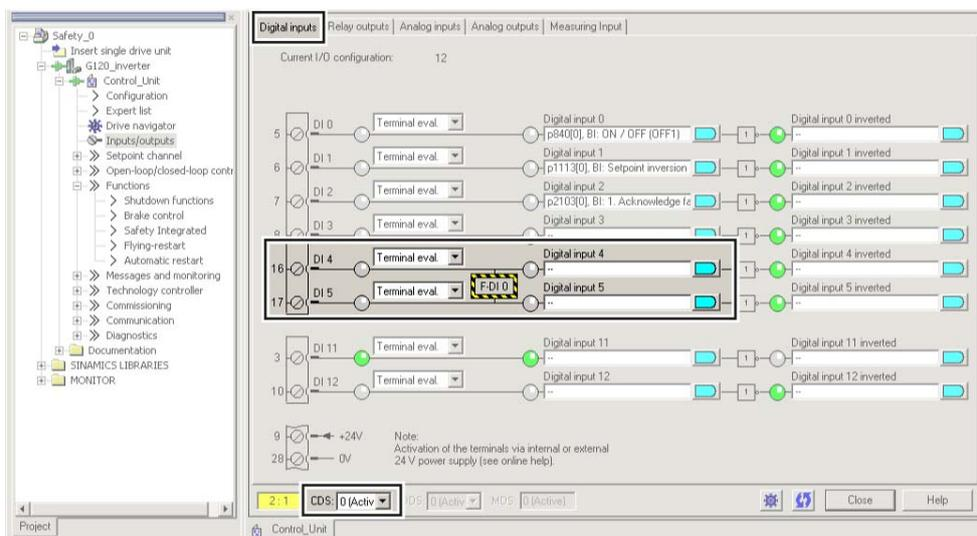 Safety_0
Insert single drive unit
G120_inverter
Control_Unit
Configuration
Expert list
Drive navigator
Inputs/outputs
Setpoint channel
Open-loop/closed-loop contr
Functions
Shutdown functions
Brake control
Safety Integrated
Flying-restart
Automatic restart
Messages and monitoring
Technology controller
Commissioning
Communication
Diagnostics
Documentation
SINAMICS LIBRARIES
MONITOR
Project
Digital inputs Relay outputs Analog inputs Analog outputs Measuring Input
Current I/O configuration: 12
Digital input 0 Digital input 0 inverted
5 DI 0 Terminal eval. p840[0], BI: ON / OFF (OFF1) 1 --
Digital input 1 Digital input 1 inverted
6 DI 1 Terminal eval. p1113[0], BI: Setpoint inversion 1 --
Digital input 2 Digital input 2 inverted
7 DI 2 Terminal eval. p2103[0], BI: 1. Acknowledge fa 1 --
Digital input 3 Digital input 3 inverted
8 DI 3 Terminal eval. 1 --
Digital input 4 Digital input 4 inverted
16 DI 4 Terminal eval. -- 1 --
F-DI 0
Digital input 5 Digital input 5 inverted
17 DI 5 Terminal eval. -- 1 --
Digital input 11 Digital input 11 inverted
3 DI 11 Terminal eval. -- 1 --
Digital input 12 Digital input 12 inverted
10 DI 12 Terminal eval. -- 1 --
9 +24V
28 0V
Note:
Activation of the terminals via internal or external
24 V power supply (see online help).
2 : 1 CDS: 0 (Activ DS: 0 (Activ MDS: 0 (Active) Close Help
Control_Unit